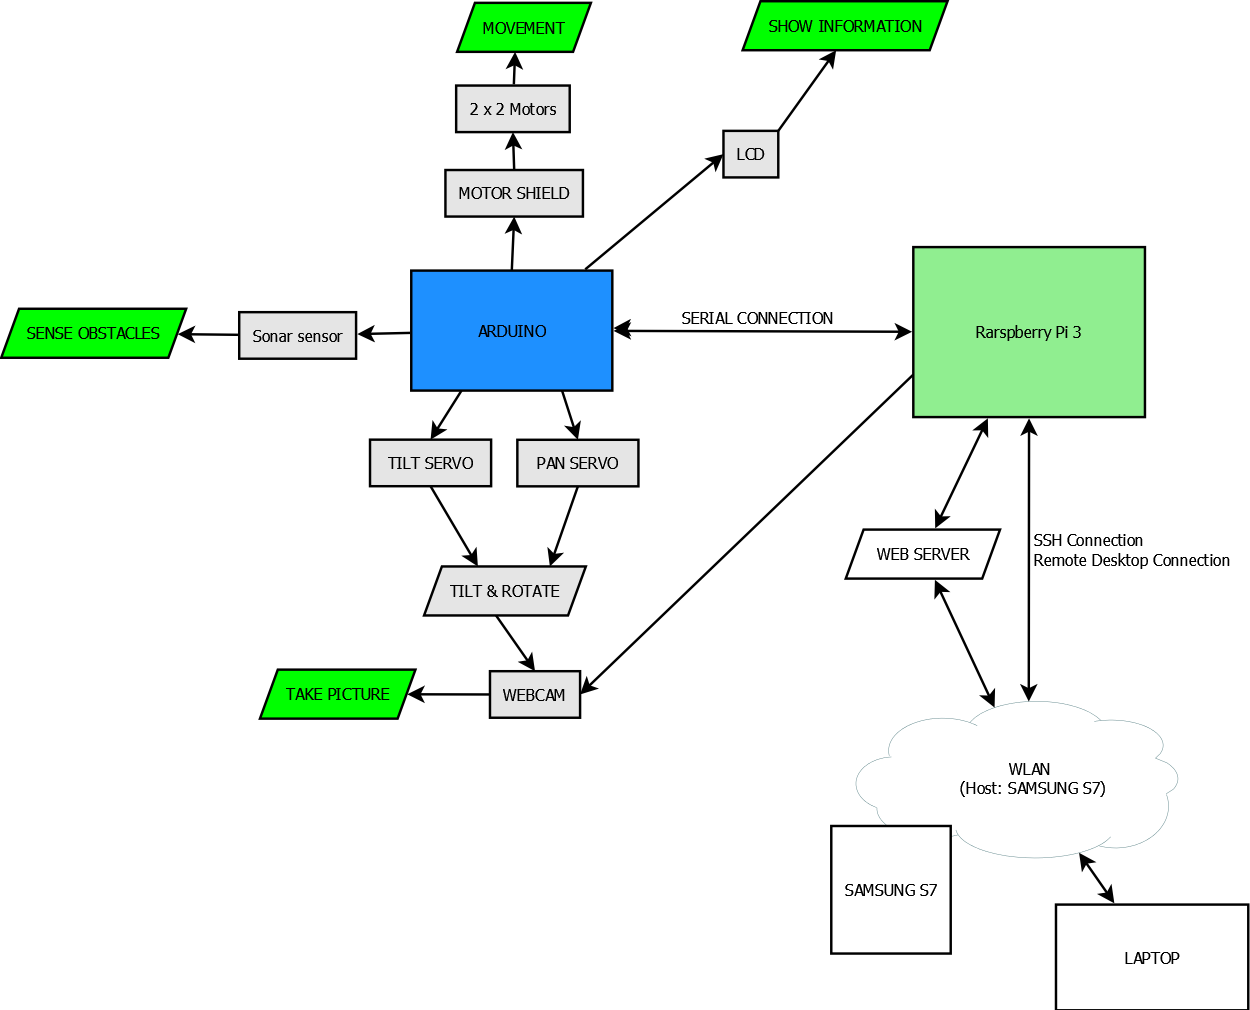 MOVEMENT
SHOW INFORMATION
2 x 2 Motors
LCD
MOTOR SHIELD
SENSE OBSTACLES
Sonar sensor
ARDUINO
SERIAL CONNECTION
Rarspberry Pi 3
TILT SERVO
PAN SERVO
TILT & ROTATE
WEB SERVER
SSH Connection
Remote Desktop Connection
TAKE PICTURE
WEBCAM
WLAN
(Host: SAMSUNG S7)
SAMSUNG S7
LAPTOP